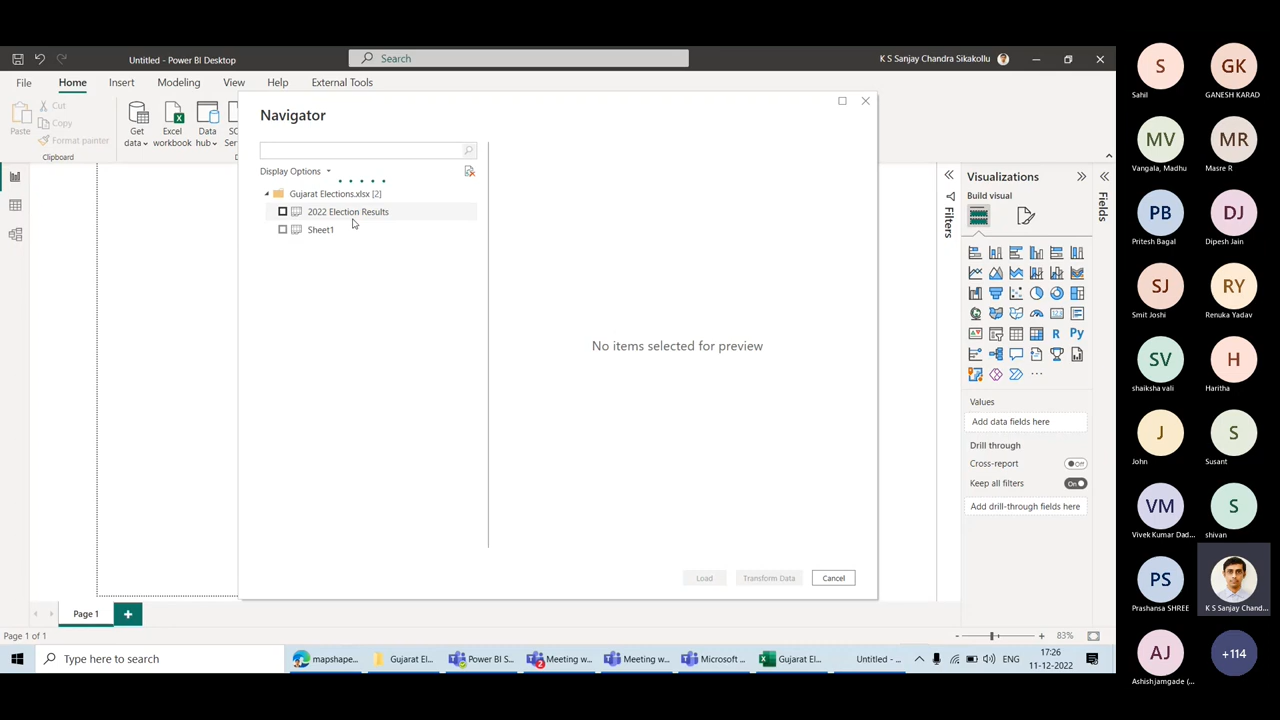 Untitled - Power BI Desktop
Search
K S Sanjay Chandra Sikakollu
File
Home
Insert
Modeling
View
Help
External Tools
Paste
Cut
Copy
Format painter
Clipboard
Get data
Excel workbook
Data hub
Navigator
Display Options
Gujarat Elections.xlsx [2]
2022 Election Results
Sheet1
No items selected for preview
Load
Transform Data
Cancel
Filters
Visualizations
Build visual
R
Py
Values
Add data fields here
Drill through
Cross-report
Off
Keep all filters
On
Add drill-through fields here
Fields
Page 1
Page 1 of 1
83%
Type here to search
mapshape...
Gujarat El...
Power BI S...
2
Meeting w...
Meeting w...
Microsoft ...
Gujarat El...
Untitled - ...
ENG
17:26
11-12-2022
S
Sahil
GK
GANESH KARAD
MV
Vangala, Madhu
MR
Masre R
PB
Pritesh Bagal
DJ
Dipesh Jain
SJ
Smit Joshi
RY
Renuka Yadav
SV
shaiksha vali
H
Haritha
J
John
S
Susant
VM
Vivek Kumar Dad...
S
shivan
PS
Prashansa SHREE
K S Sanjay Chand...
AJ
Ashish jamgade (...
+114